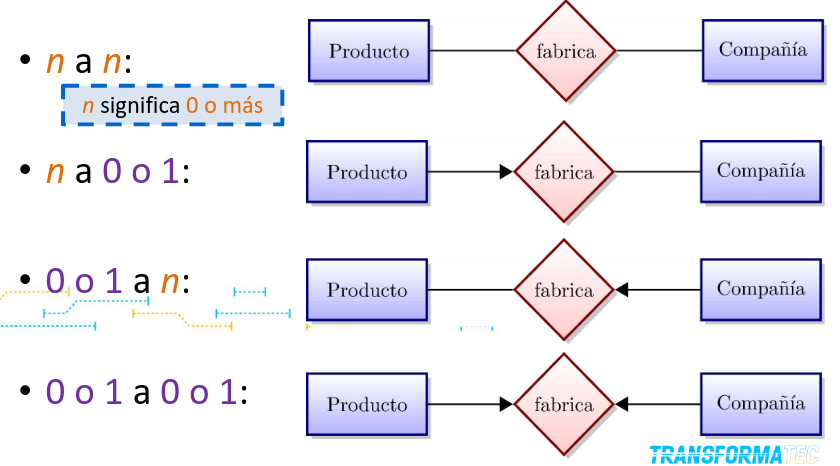 • n a n:
n significa 0 o más
Producto fabrica Compañía
• n a 0 o 1:
Producto fabrica Compañía
• 0 o 1 a n:
Producto fabrica Compañía
• 0 o 1 a 0 o 1:
Producto fabrica Compañía
TRANSFORMATEC